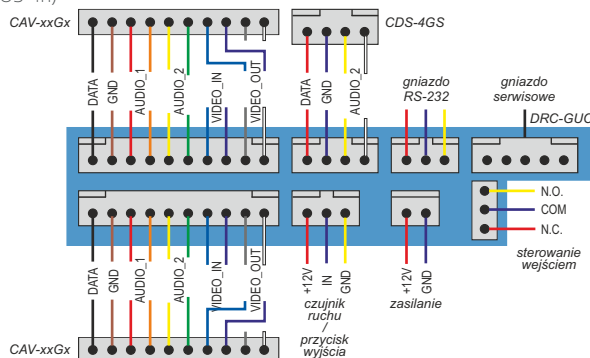 CAV-xxGx
CDS-4GS
DATA
GND
AUDIO_1
AUDIO_2
VIDEO_IN
VIDEO_OUT
DATA
GND
AUDIO_2
gniazdo
RS-232
gniazdo
serwisowe
DRC-GUC
N.O.
COM
N.C.
sterowanie
wejściem
DATA
GND
AUDIO_1
AUDIO_2
VIDEO_IN
VIDEO_OUT
+12V
IN
GND
czujnik
ruchu
/
przycisk
wyjścia
+12V
GND
zasilanie
CAV-xxGx